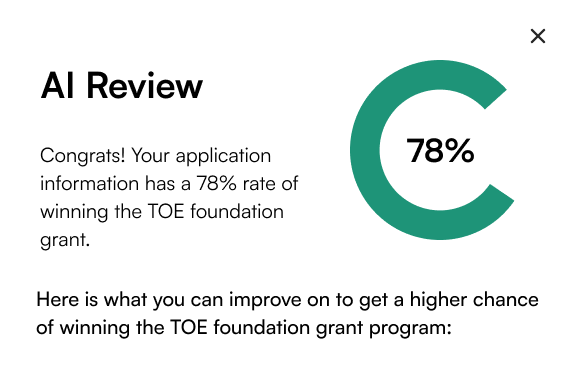 AI Review
Congrats! Your application
information has a 78% rate of
winning the TOE foundation
grant.
78%
Here is what you can improve on to get a higher chance
of winning the TOE foundation grant program: